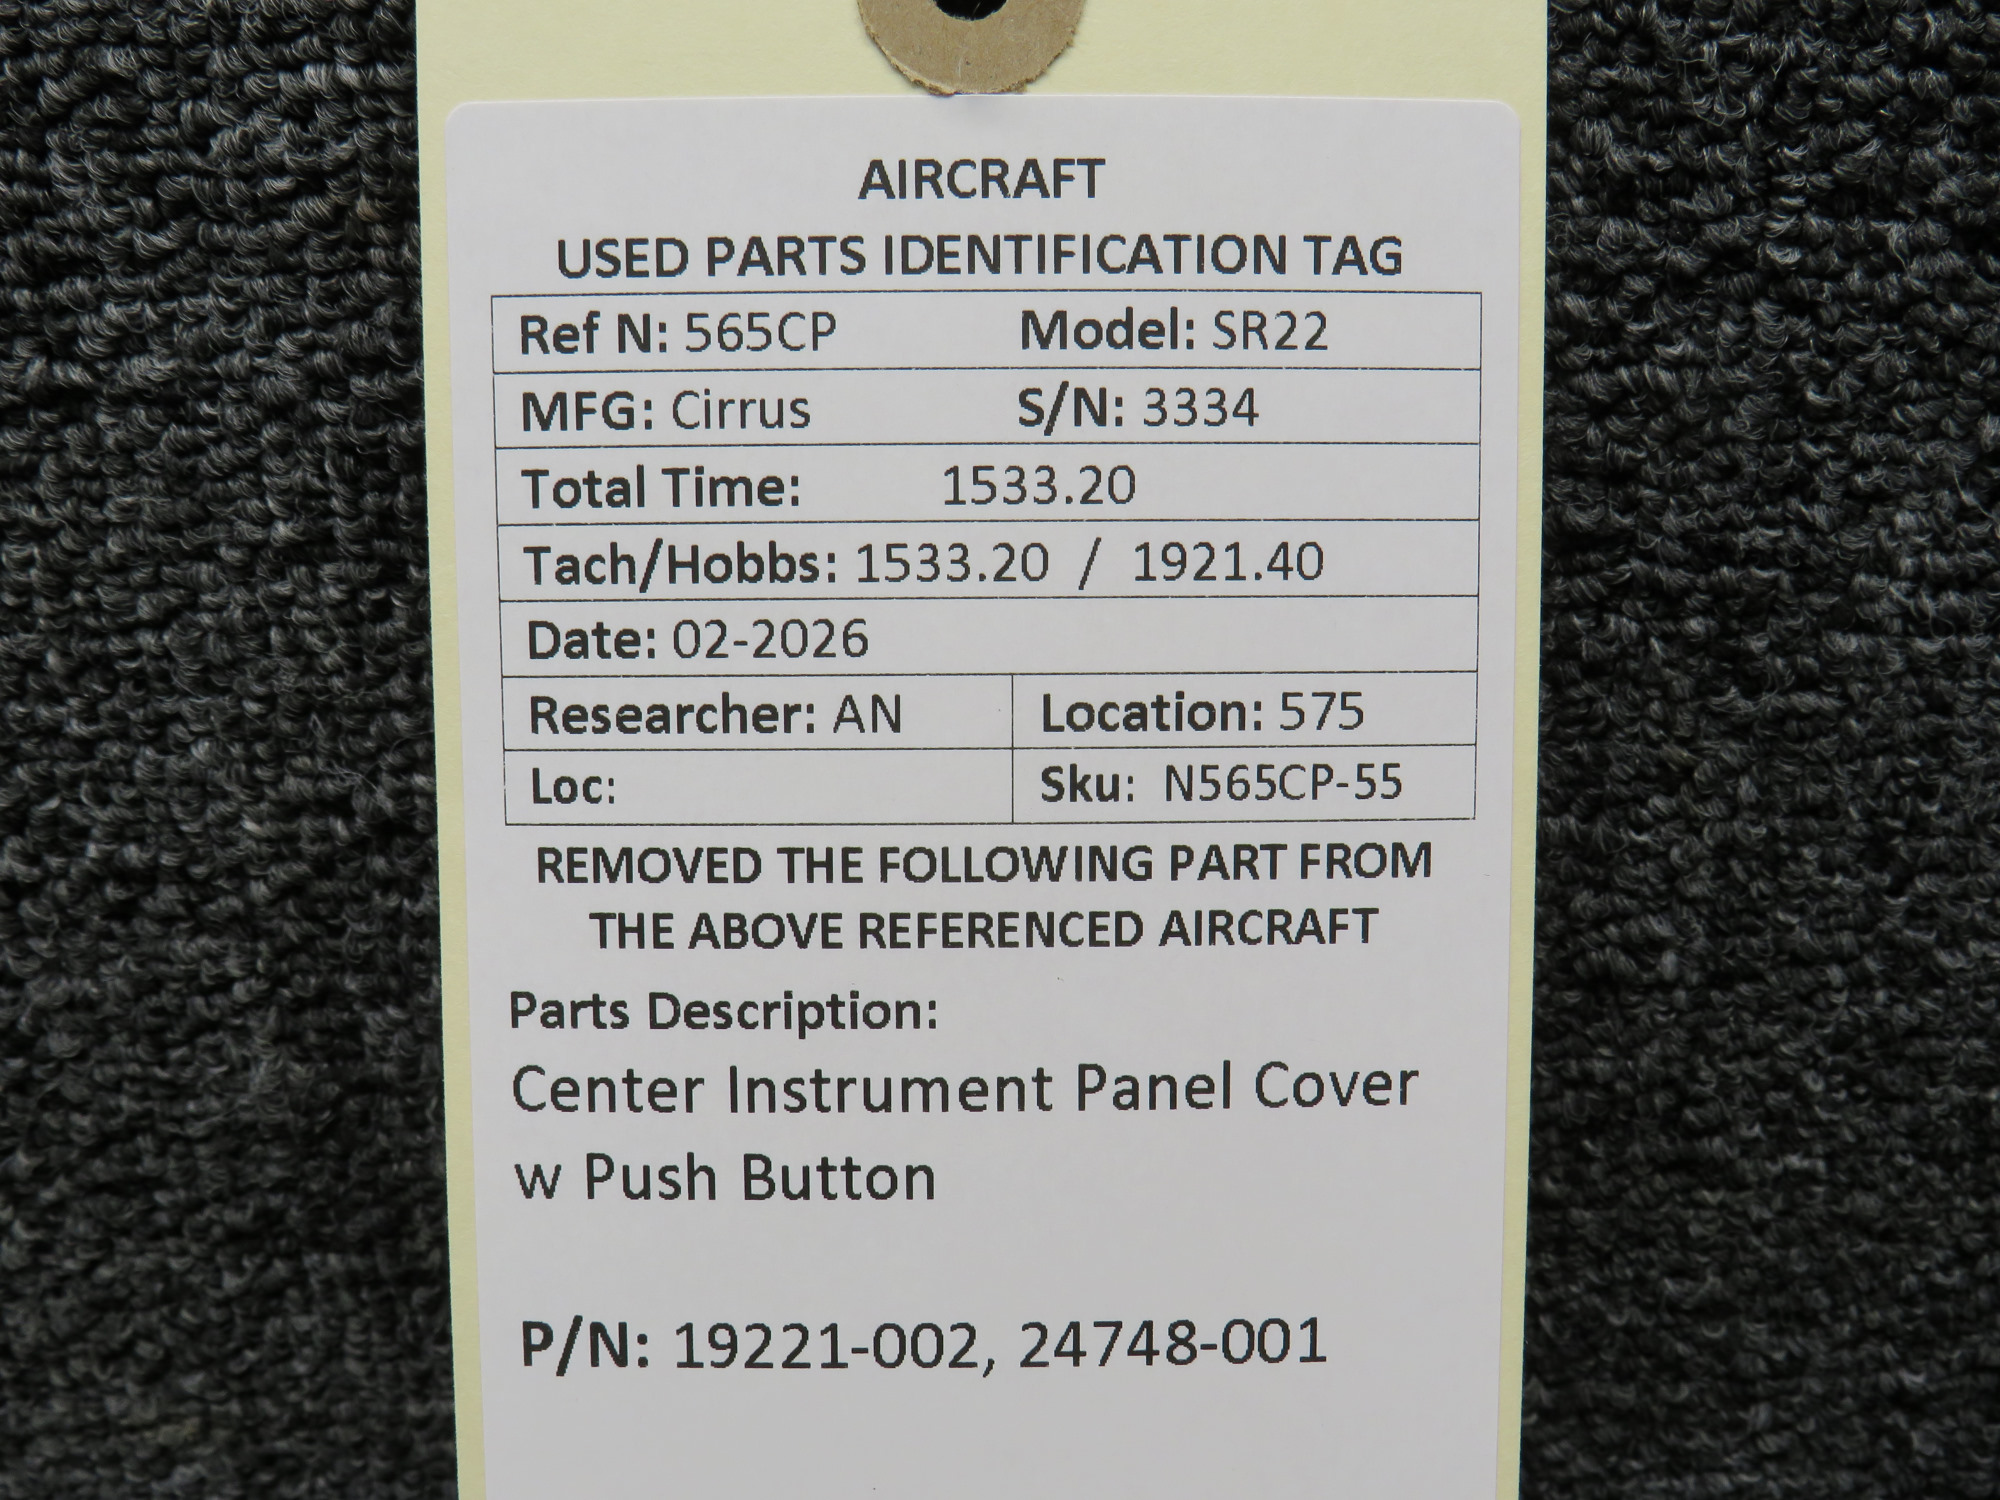 AIRCRAFT
USED PARTS IDENTIFICATION TAG
Ref N: 565CP Model: SR22
MFG: Cirrus S/N: 3334
Total Time: 1533.20
Tach/Hobbs: 1533.20 / 1921.40
Date: 02-2026
Researcher: AN Location: 575
Loc: Sku: N565CP-55
REMOVED THE FOLLOWING PART FROM
THE ABOVE REFERENCED AIRCRAFT
Parts Description:
Center Instrument Panel Cover
w Push Button
P/N: 19221-002, 24748-001